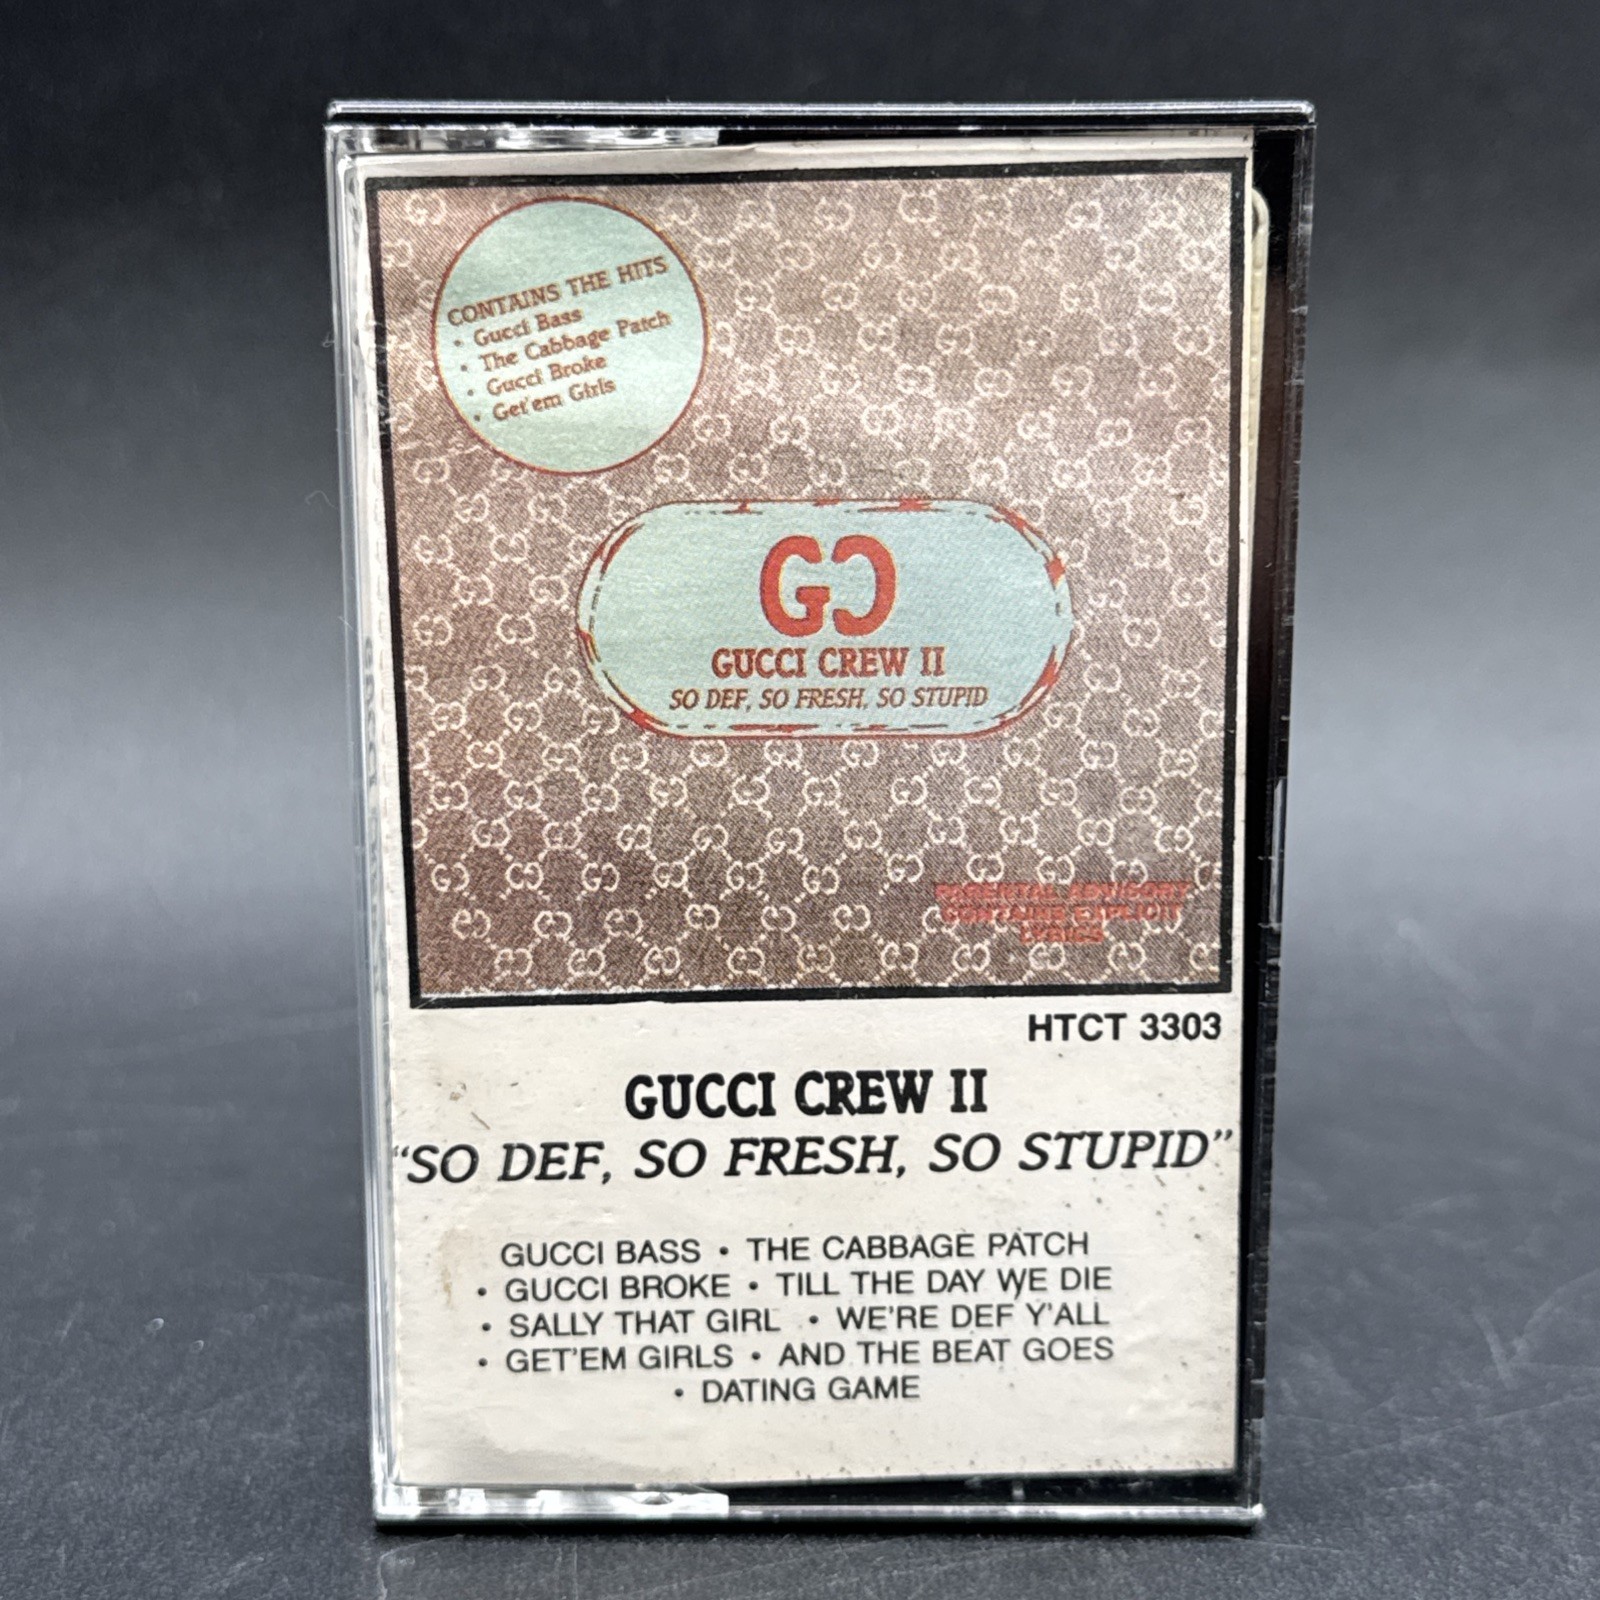 CONTAINS THE HITS
• Gucci Bass
• The Cabbage Patch
• Gucci Broke
• Get'em Girls
GC
GUCCI CREW II
SO DEF, SO FRESH, SO STUPID
PARENTAL ADVISORY
CONTAINS EXPLICIT
LYRICS
HTCT 3303
GUCCI CREW II
"SO DEF, SO FRESH, SO STUPID"
GUCCI BASS • THE CABBAGE PATCH
• GUCCI BROKE • TILL THE DAY WE DIE
• SALLY THAT GIRL • WE'RE DEF Y'ALL
• GET'EM GIRLS • AND THE BEAT GOES
• DATING GAME